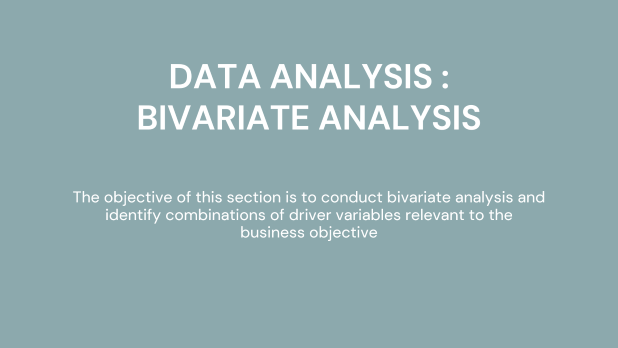 DATA ANALYSIS :
BIVARIATE ANALYSIS
The objective of this section is to conduct bivariate analysis and
identify combinations of driver variables relevant to the
business objective